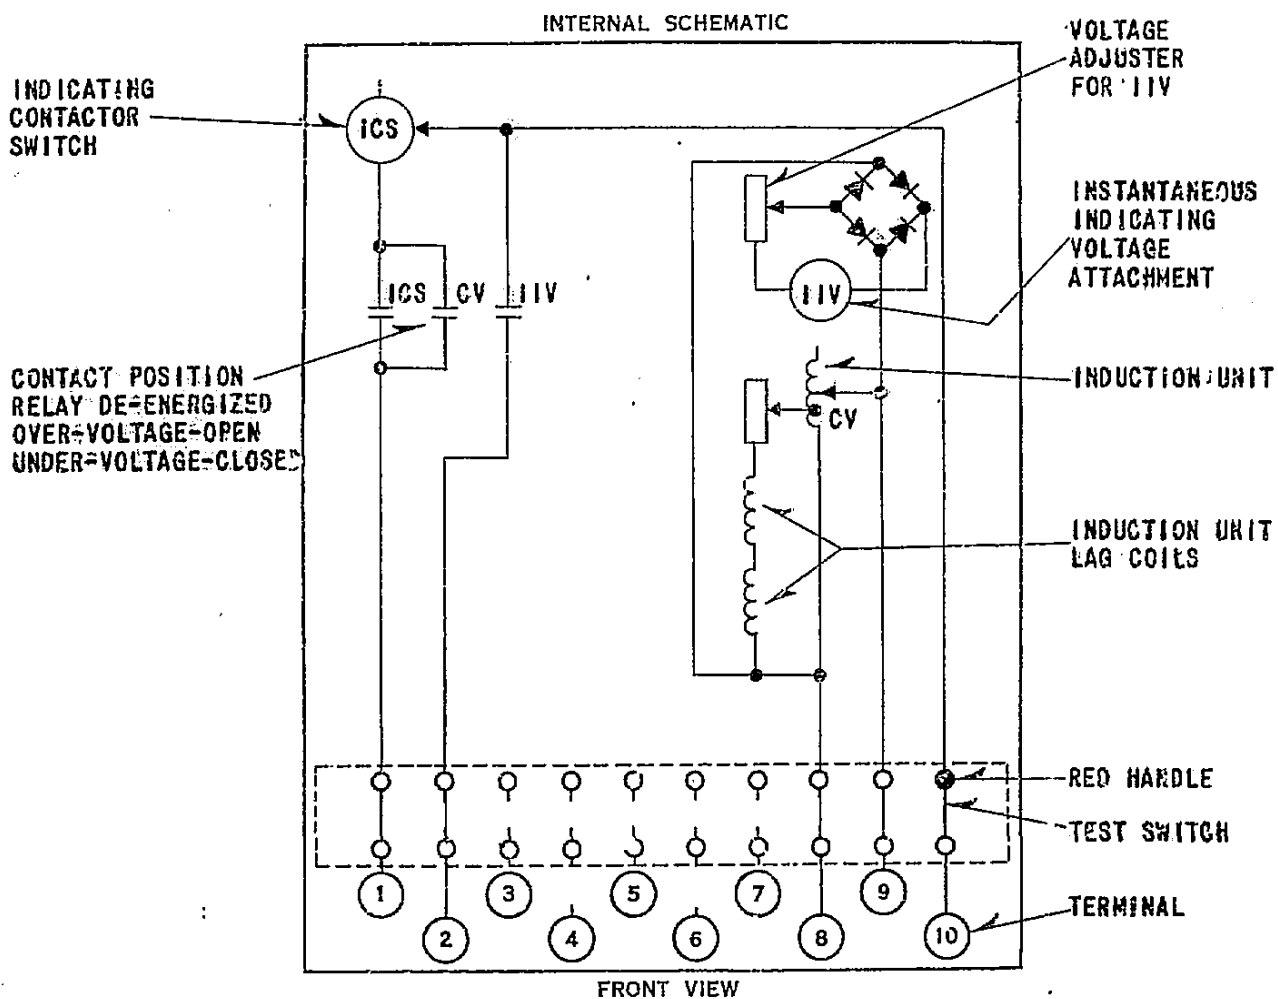 INTERNAL SCHEMATIC
VOLTAGE
ADJUSTER
FOR IIV
INDICATING
CONTACTOR
SWITCH
ICS
INSTANTANEOUS
INDICATING
VOLTAGE
ATTACHMENT
ICS
CV
IIV
IIV
CONTACT POSITION
RELAY DE-ENERGIZED
OVER-VOLTAGE-OPEN
UNDER-VOLTAGE-CLOSED
INDUCTION UNIT
CV
INDUCTION UNIT
LAG COILS
RED HANDLE
TEST SWITCH
1
3
5
7
9
TERMINAL
2
4
6
8
10
FRONT VIEW